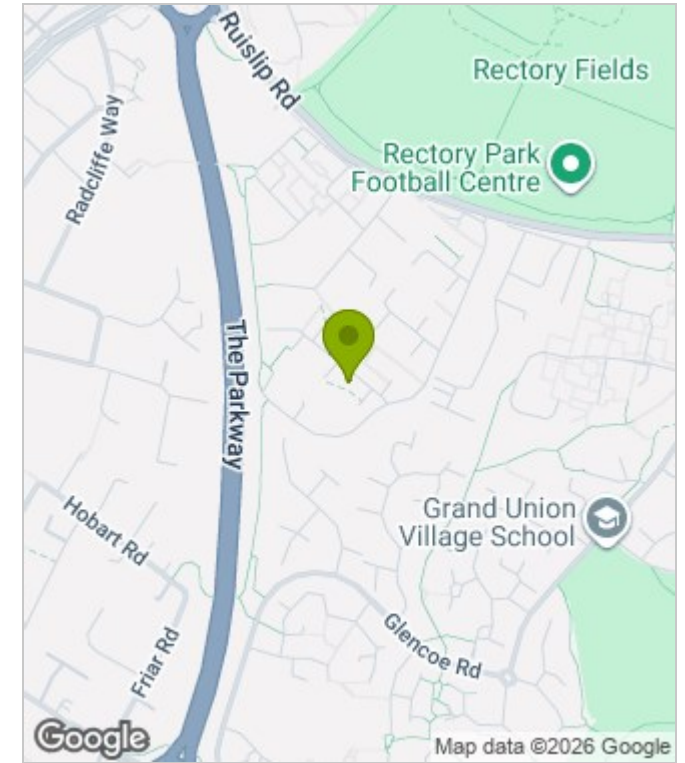 Ruislip Rd
Rectory Fields
Radcliffe Way
Rectory Park
Football Centre
The Parkway
Grand Union
Village School
Hobart Rd
Glencoe Rd
Friar Rd
Google
Map data ©2026 Google